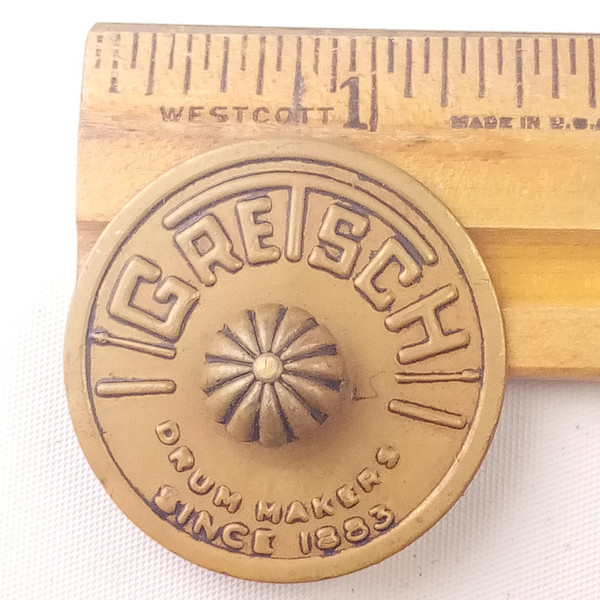 WESTCOTT 1 MADE IN U.S.A
GRETSCH
DRUM MAKERS
SINCE 1883